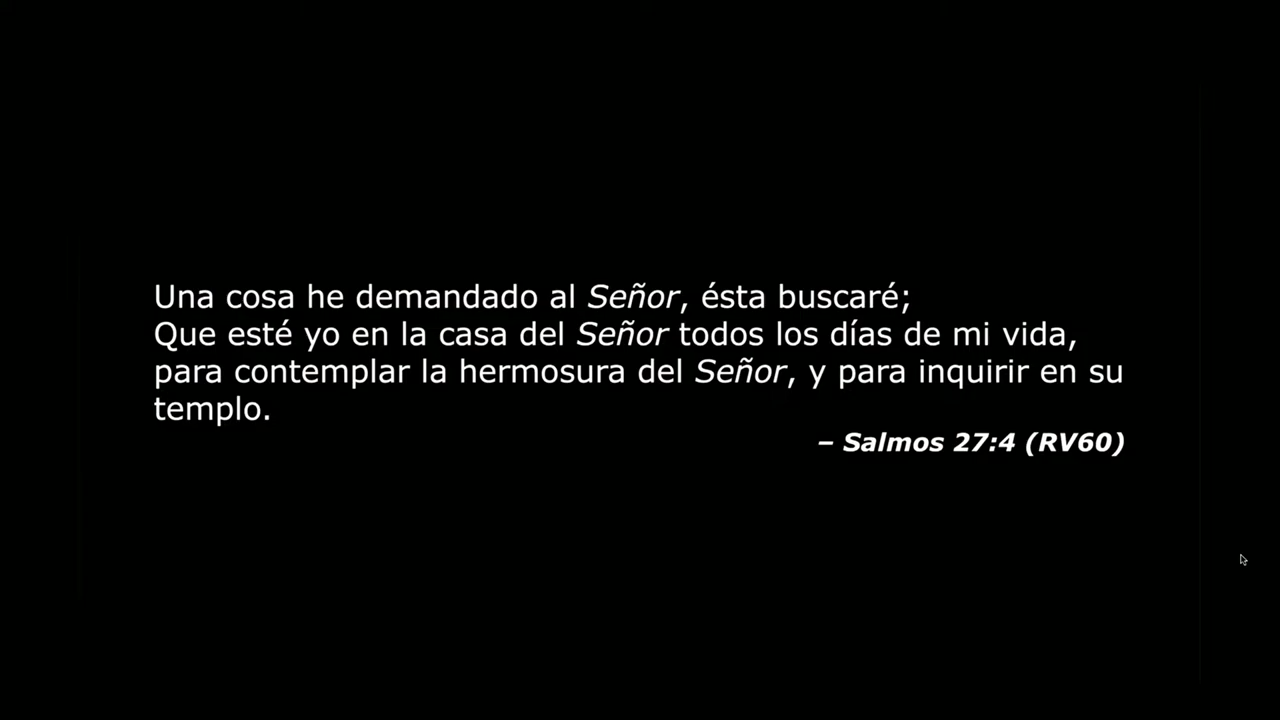 Una cosa he demandado al Señor, ésta buscaré;
Que esté yo en la casa del Señor todos los días de mi vida,
para contemplar la hermosura del Señor, y para inquirir en su
templo.
– Salmos 27:4 (RV60)